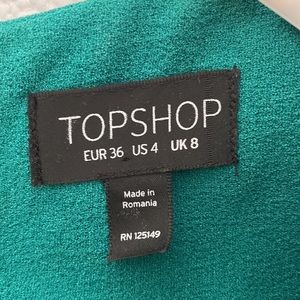 TOPSHOP
EUR 36 US 4 UK 8
Made in
Romania
RN 125149